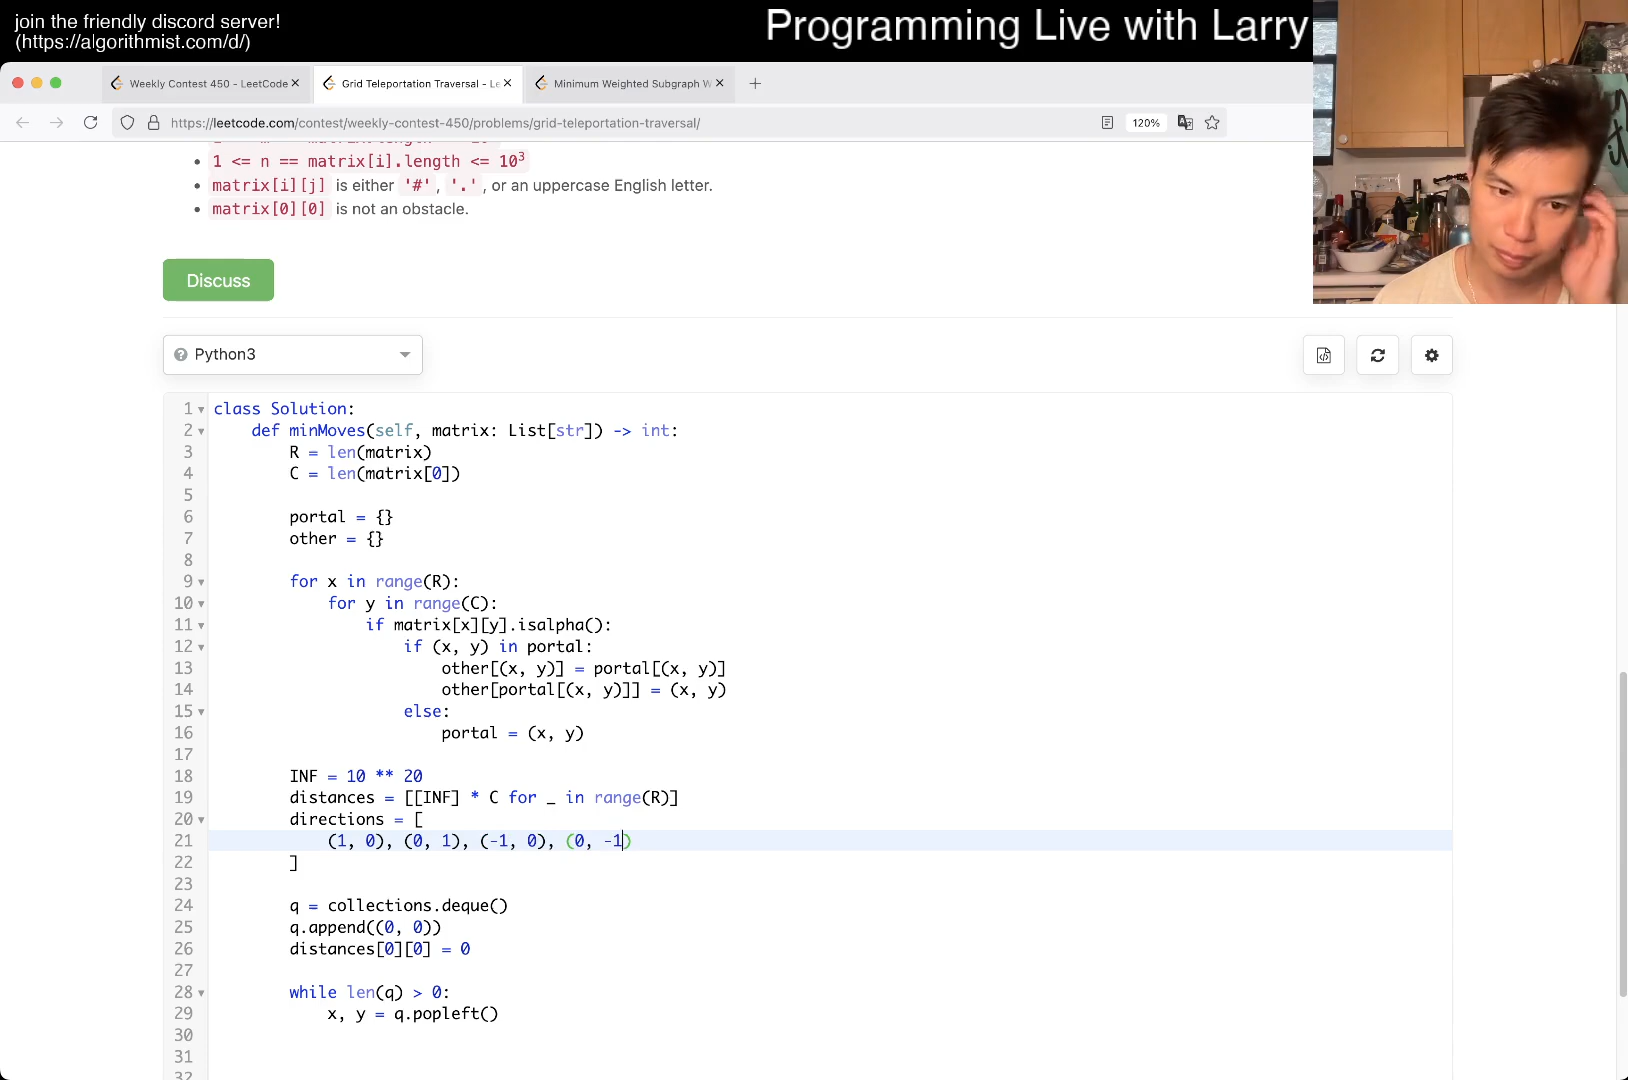 join the friendly discord server!
(https://algorithmist.com/d/)
Programming Live with Larry
Weekly Contest 450 - LeetCode
Grid Teleportation Traversal - Le
Minimum Weighted Subgraph W
https://leetcode.com/contest/weekly-contest-450/problems/grid-teleportation-traversal/
120%
1 <= n == matrix[i].length <= 10³
matrix[i][j] is either '#', '.', or an uppercase English letter.
matrix[0][0] is not an obstacle.
Discuss
Python3
1 class Solution:
2 def minMoves(self, matrix: List[str]) -> int:
3 R = len(matrix)
4 C = len(matrix[0])
5
6 portal = {}
7 other = {}
8
9 for x in range(R):
10 for y in range(C):
11 if matrix[x][y].isalpha():
12 if (x, y) in portal:
13 other[(x, y)] = portal[(x, y)]
14 other[portal[(x, y)]] = (x, y)
15 else:
16 portal = (x, y)
17
18 INF = 10 ** 20
19 distances = [[INF] * C for _ in range(R)]
20 directions = [
21 (1, 0), (0, 1), (-1, 0), (0, -1)
22 ]
23
24 q = collections.deque()
25 q.append((0, 0))
26 distances[0][0] = 0
27
28 while len(q) > 0:
29 x, y = q.popleft()
30
31
32